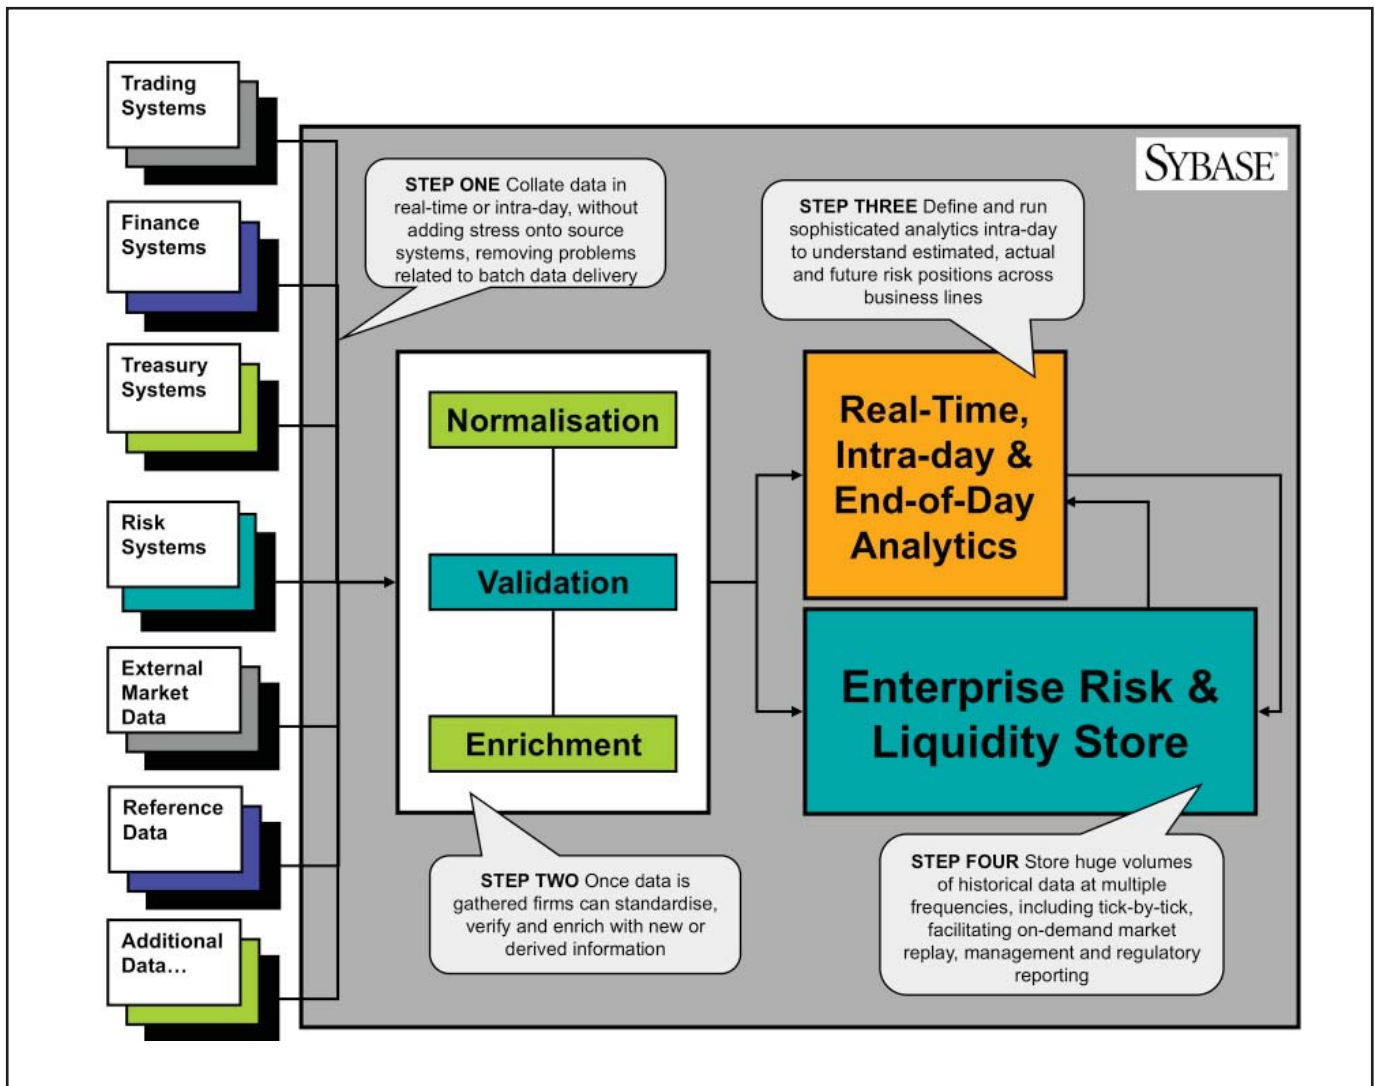 Trading
Systems
Finance
Systems
Treasury
Systems
Risk
Systems
External
Market
Data
Reference
Data
Additional
Data...
SYBASE®
STEP ONE Collate data in
real-time or intra-day, without
adding stress onto source
systems, removing problems
related to batch data delivery
STEP THREE Define and run
sophisticated analytics intra-day
to understand estimated, actual
and future risk positions across
business lines
Normalisation
Validation
Enrichment
Real-Time,
Intra-day &
End-of-Day
Analytics
Enterprise Risk &
Liquidity Store
STEP TWO Once data is
gathered firms can standardise,
verify and enrich with new or
derived information
STEP FOUR Store huge volumes
of historical data at multiple
frequencies, including tick-by-tick,
facilitating on-demand market
replay, management and regulatory
reporting